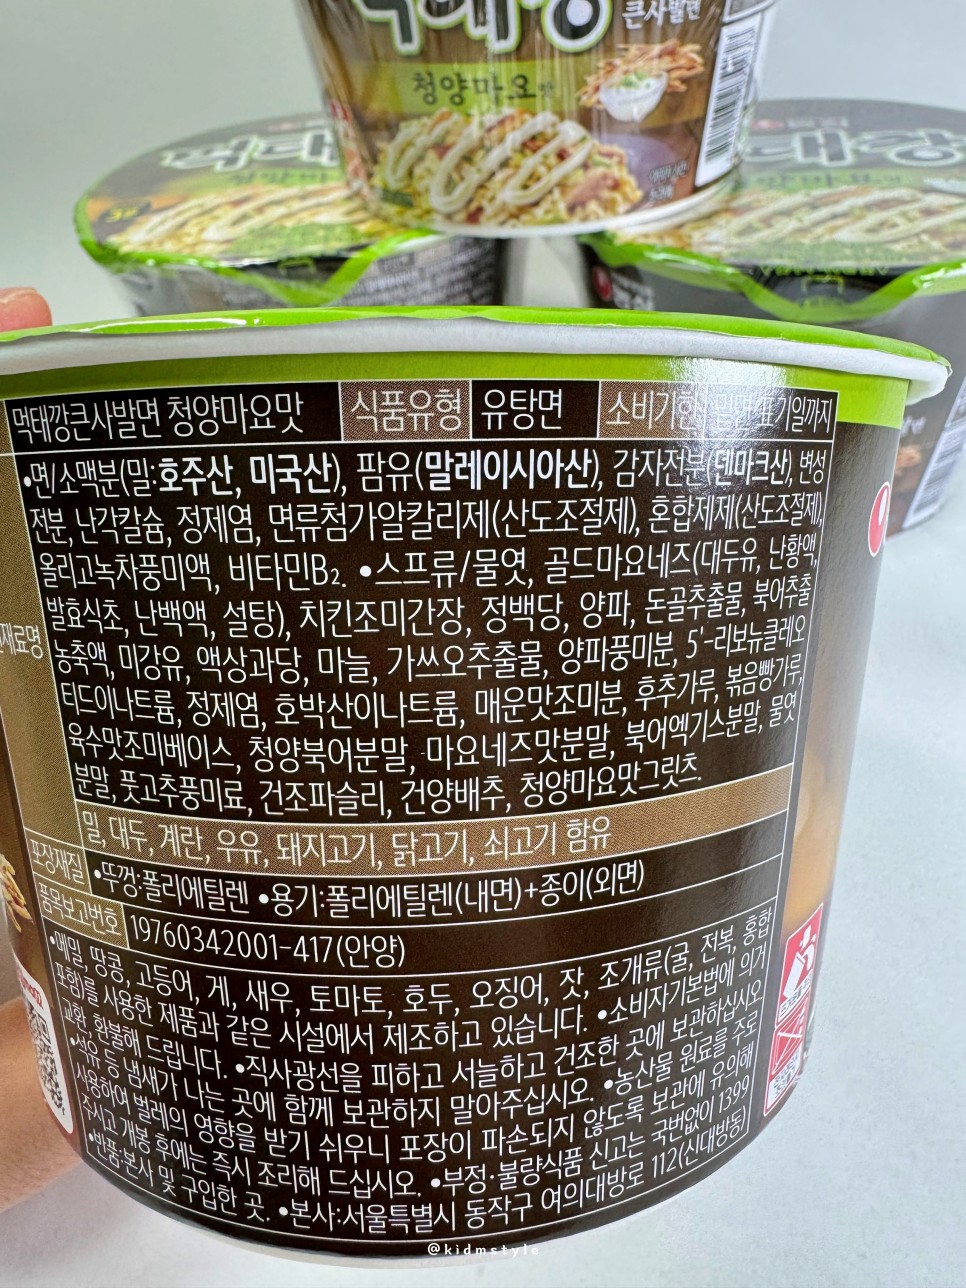 큰사발면
청양마요맛
먹태깡큰사발면 청양마요맛 식품유형 유탕면 소비기한
•면/소맥분(밀:호주산, 미국산), 팜유(말레이시아산), 감자전분(덴마크산), 변성
전분, 난각칼슘, 정제염, 면류첨가알칼리제(산도조절제), 혼합제제(산도조절제),
올리고녹차풍미액, 비타민B₂. •스프류/물엿, 골드마요네즈(대두유, 난황액,
발효식초, 난백액, 설탕), 치킨조미간장, 정백당, 양파, 돈골추출물, 북어추출
농축액, 미강유, 액상과당, 마늘, 가쓰오추출물, 양파풍미분, 5'-리보뉴클레오
티드이나트륨, 정제염, 호박산이나트륨, 매운맛조미분, 후추가루, 볶음빵가루,
육수맛조미베이스, 청양북어분말, 마요네즈맛분말, 북어엑기스분말, 물엿
분말, 풋고추풍미료, 건조파슬리, 건양배추, 청양마요맛그릿츠.
밀, 대두, 계란, 우유, 돼지고기, 닭고기, 쇠고기 함유
포장재질 •뚜껑:폴리에틸렌 •용기:폴리에틸렌(내면)+종이(외면)
품목보고번호 19760342001-417(안양)
•메밀, 땅콩, 고등어, 게, 새우, 토마토, 호두, 오징어, 잣, 조개류(굴, 전복, 홍합
포함)를 사용한 제품과 같은 시설에서 제조하고 있습니다. •소비자기본법에 의거
교환, 환불해 드립니다. •직사광선을 피하고 서늘하고 건조한 곳에 보관하십시오
•석유 등 냄새가 나는 곳에 함께 보관하지 말아주십시오. •농산물 원료를 주로
사용하여 벌레의 영향을 받기 쉬우니 포장이 파손되지 않도록 보관에 유의해
주시고 개봉 후에는 즉시 조리해 드십시오. •부정·불량식품 신고는 국번없이 1399
•반품:본사 및 구입한 곳. •본사:서울특별시 동작구 여의대방로 112(신대방동)
@kidmstyle